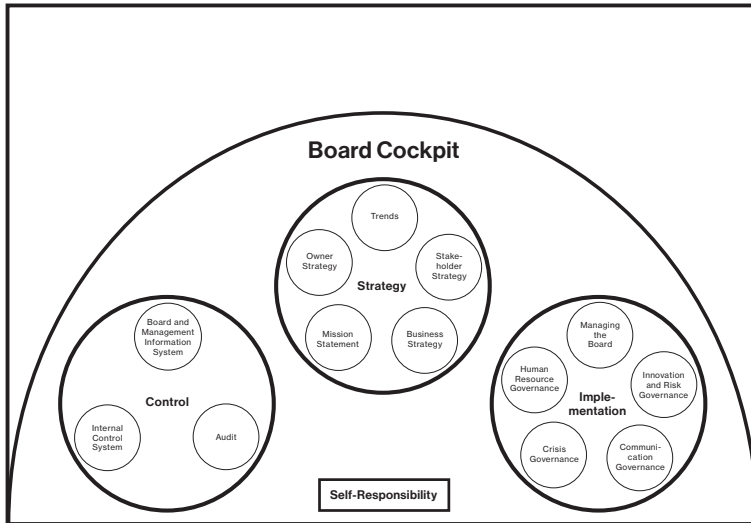 Board Cockpit
Trends
Owner
Strategy
Stake-
holder
Strategy
Strategy
Mission
Statement
Business
Strategy
Board and
Management
Information
System
Control
Internal
Control
System
Audit
Managing
the
Board
Human
Resource
Governance
Innovation
and Risk
Governance
Imple-
mentation
Crisis
Governance
Communi-
cation
Governance
Self-Responsibility